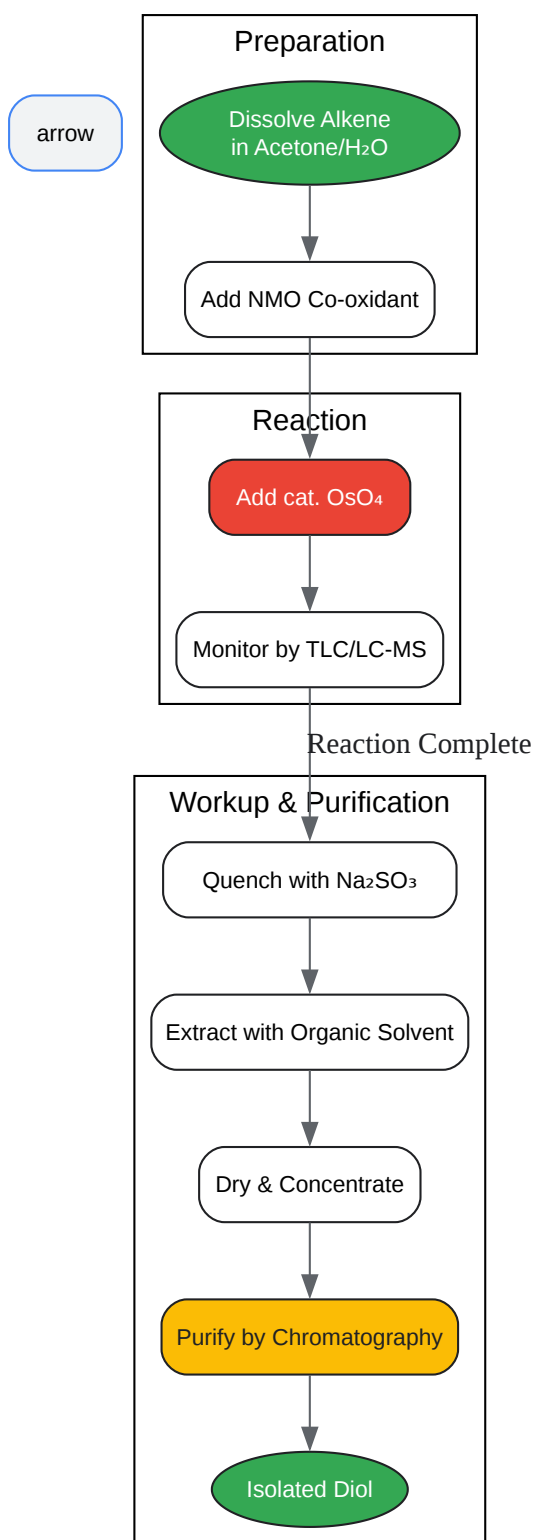 Preparation
arrow
Dissolve Alkene
in Acetone/H₂O
Add NMO Co-oxidant
Reaction
Add cat. OsO₄
Monitor by TLC/LC-MS
Reaction Complete
Workup & Purification
Quench with Na₂SO₃
Extract with Organic Solvent
Dry & Concentrate
Purify by Chromatography
Isolated Diol